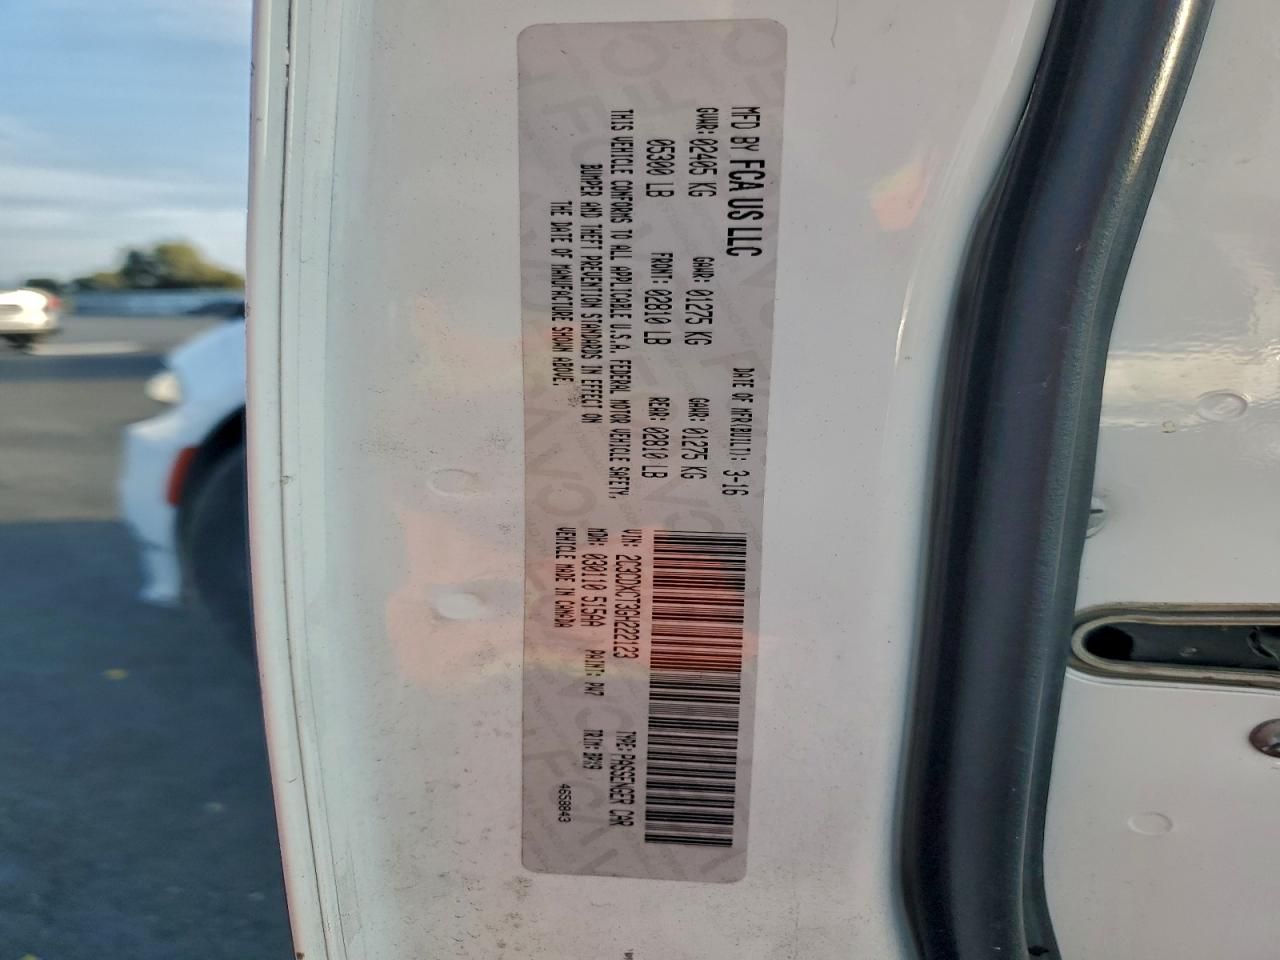 MFD BY FCA US LLC
DATE OF MFR(BUILT): 3-16
GVWR: 02405 KG
GAWR: 01275 KG
GAWR: 01275 KG
05300 LB
FRONT: 02810 LB
REAR: 02810 LB
THIS VEHICLE CONFORMS TO ALL APPLICABLE U.S.A. FEDERAL MOTOR VEHICLE SAFETY,
BUMPER AND THEFT PREVENTION STANDARDS IN EFFECT ON
THE DATE OF MANUFACTURE SHOWN ABOVE.
VIN: 2C3CDXCT3GH222123
TYPE: PASSENGER CAR
MDH: 030110 515AA
PAINT: PW7
TRIM: BMX9
VEHICLE MADE IN CANADA
4658843